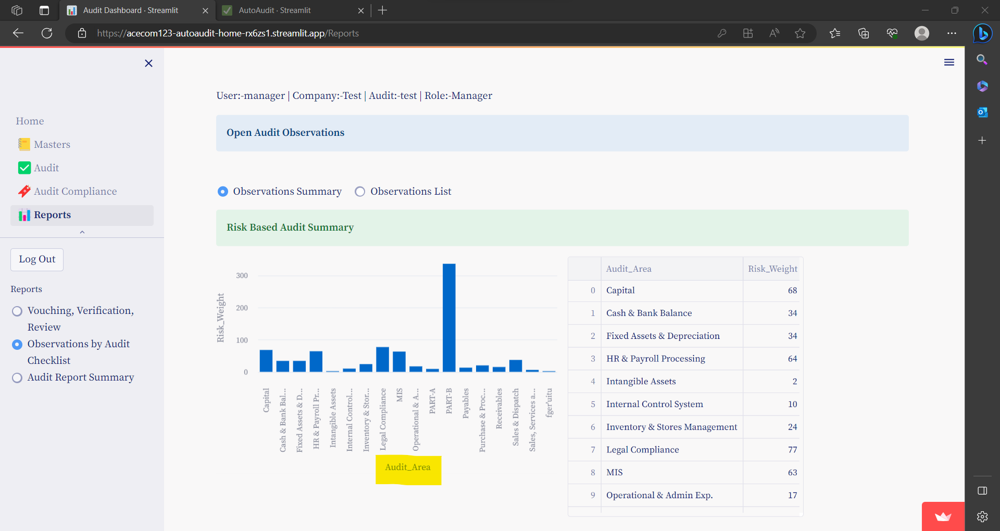 Audit Dashboard · Streamlit
AutoAudit · Streamlit
https://acecom123-autoaudit-home-rx6zs1.streamlit.app/Reports
Home
Masters
Audit
Audit Compliance
Reports
Log Out
Reports
Vouching, Verification,
Review
Observations by Audit
Checklist
Audit Report Summary
User:-manager | Company:-Test | Audit:-test | Role:-Manager
Open Audit Observations
Observations Summary
Observations List
Risk Based Audit Summary
Risk_Weight
300
200
100
0
Capital
Cash & Bank Bal...
Fixed Assets & D...
HR & Payroll Pr...
Intangible Assets
Internal Control...
Inventory & Stor...
Legal Compliance
MIS
Operational & A...
PART-A
PART-B
Payables
Purchase & Proc...
Receivables
Sales & Dispatch
Sales, Services a...
fger'uitu
Audit_Area
Audit_Area Risk_Weight
0 Capital 68
1 Cash & Bank Balance 34
2 Fixed Assets & Depreciation 34
3 HR & Payroll Processing 64
4 Intangible Assets 2
5 Internal Control System 10
6 Inventory & Stores Management 24
7 Legal Compliance 77
8 MIS 63
9 Operational & Admin Exp. 17